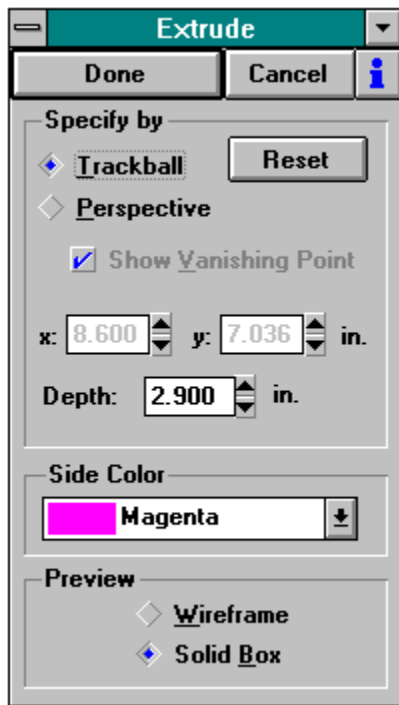 Extrude
Done Cancel i
Specify by
Trackball Reset
Perspective
Show Vanishing Point
x: 8.600 y: 7.036 in.
Depth: 2.900 in.
Side Color
Magenta
Preview
Wireframe
Solid Box